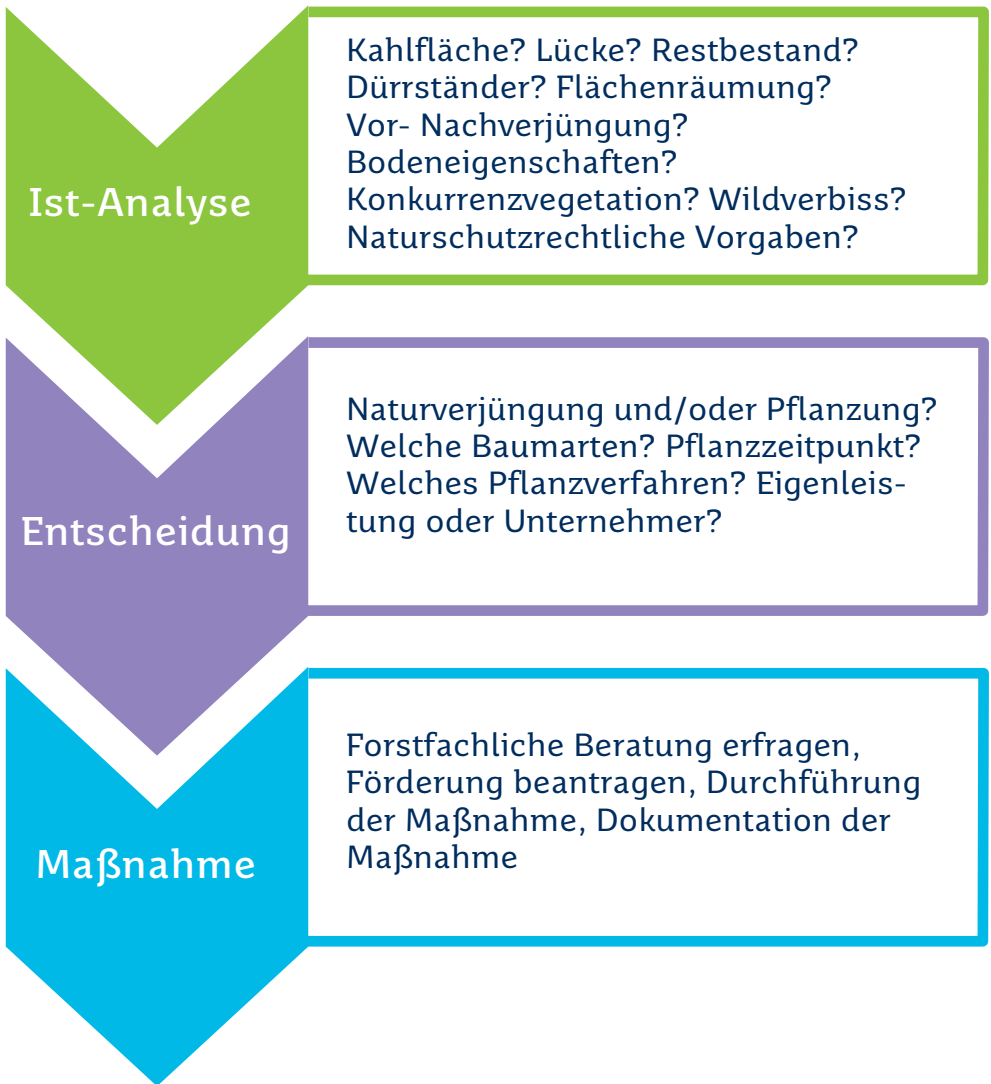 Ist-Analyse
Kahlfläche? Lücke? Restbestand?
Dürrständer? Flächenräumung?
Vor- Nachverjüngung?
Bodeneigenschaften?
Konkurrenzvegetation? Wildverbiss?
Naturschutzrechtliche Vorgaben?
Entscheidung
Naturverjüngung und/oder Pflanzung?
Welche Baumarten? Pflanzzeitpunkt?
Welches Pflanzverfahren? Eigenleis-
tung oder Unternehmer?
Maßnahme
Forstfachliche Beratung erfragen,
Förderung beantragen, Durchführung
der Maßnahme, Dokumentation der
Maßnahme